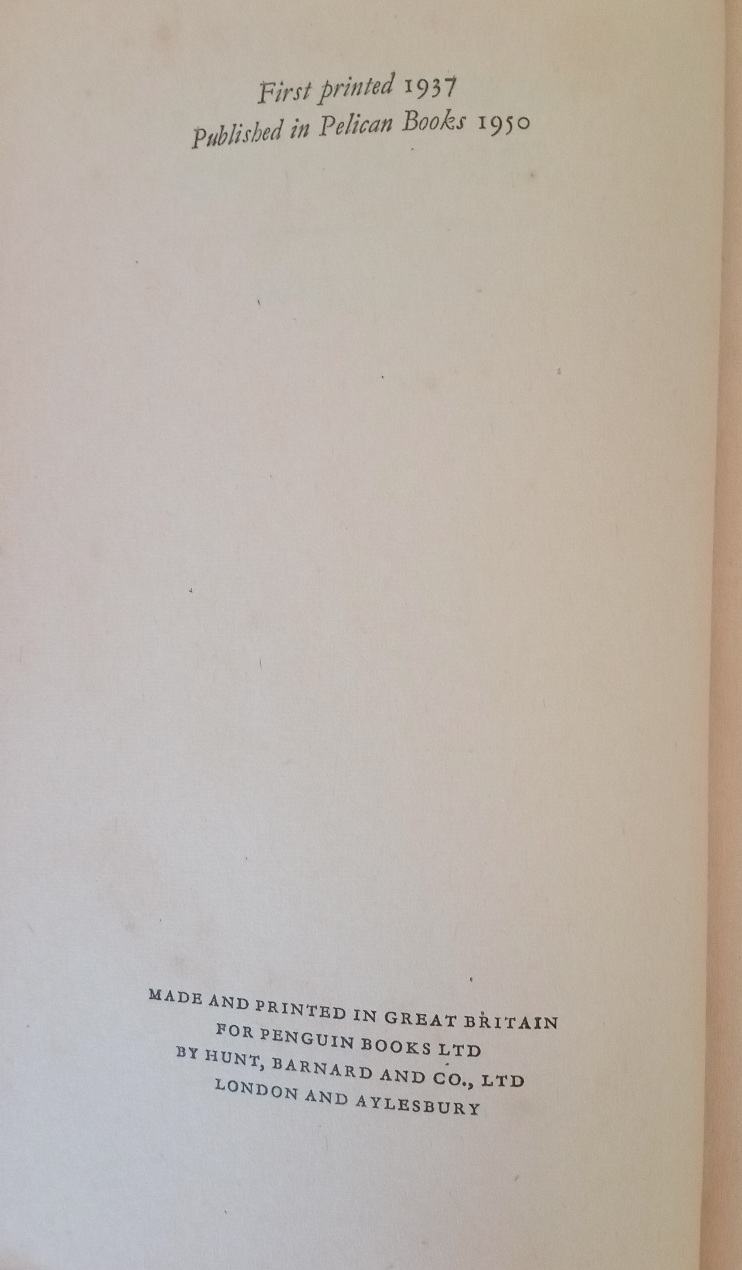 First printed 1937
Published in Pelican Books 1950
MADE AND PRINTED IN GREAT BRITAIN
FOR PENGUIN BOOKS LTD
BY HUNT, BARNARD AND CO., LTD
LONDON AND AYLESBURY